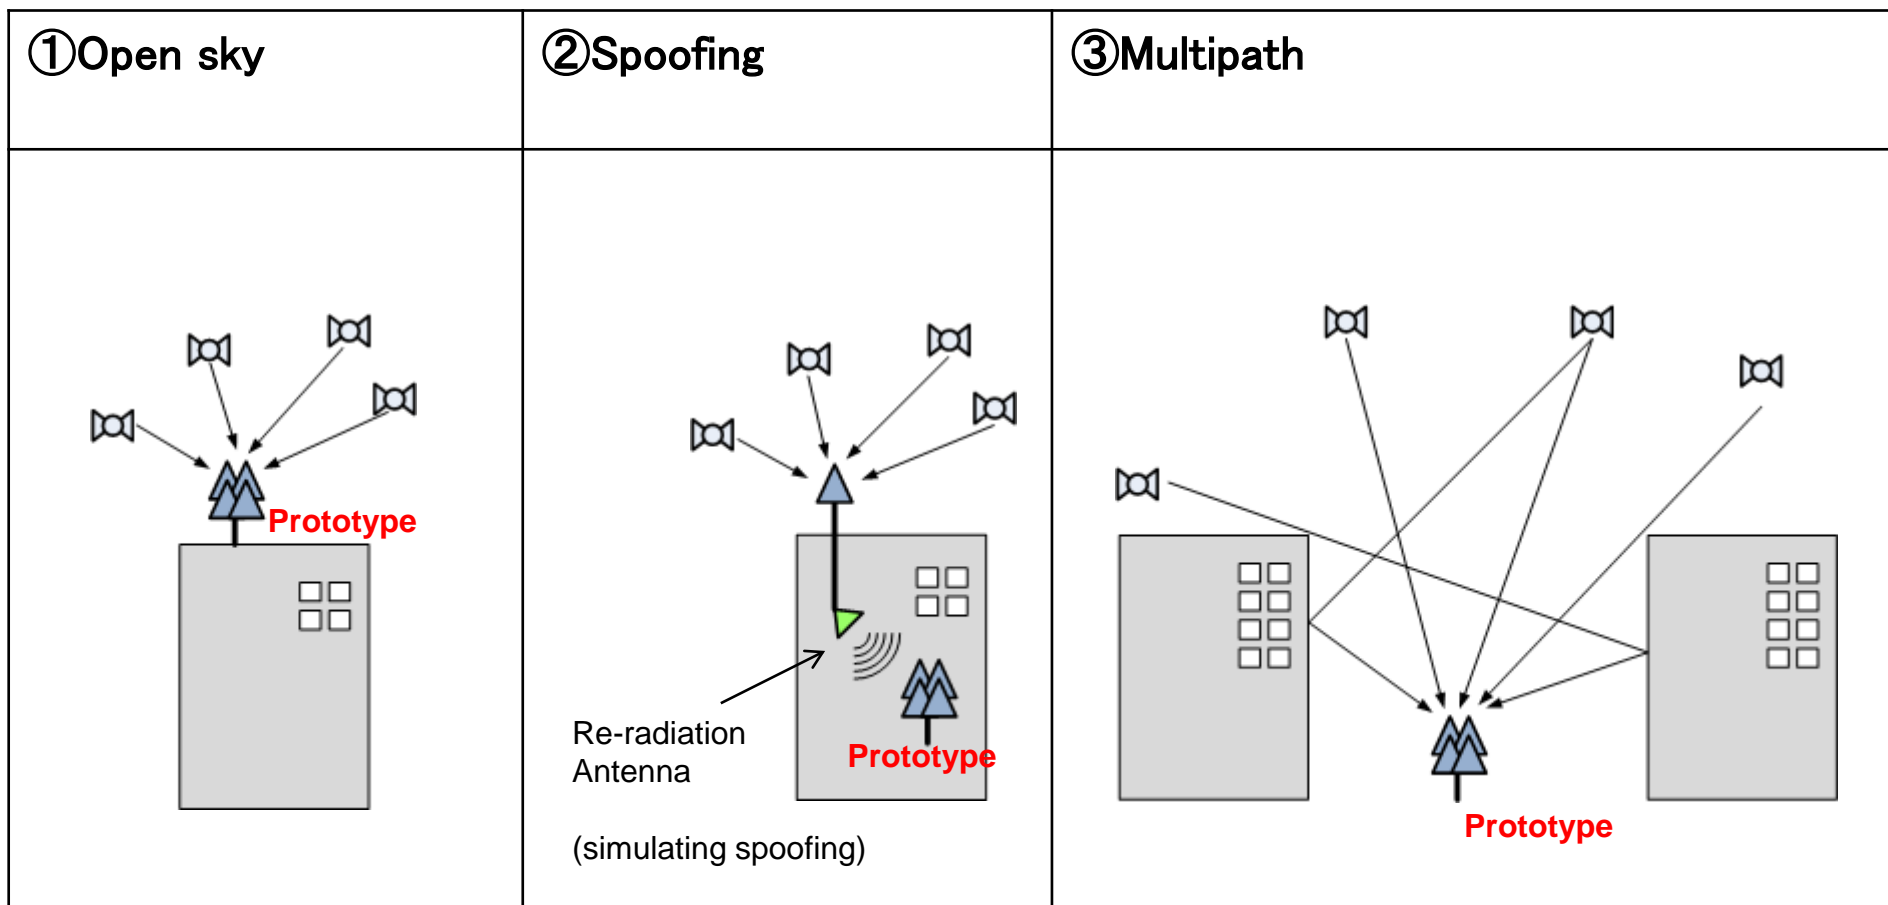 ①Open sky
②Spoofing
③Multipath
Prototype
Re-radiation
Antenna
(simulating spoofing)
Prototype
Prototype